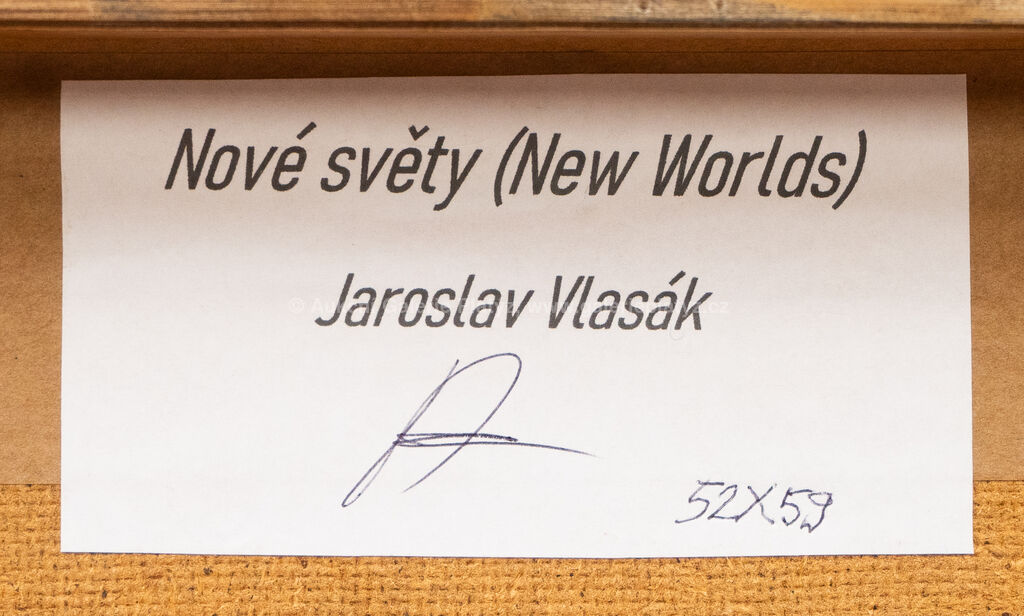 Nové světy (New Worlds)
Jaroslav Vlasák
52X59